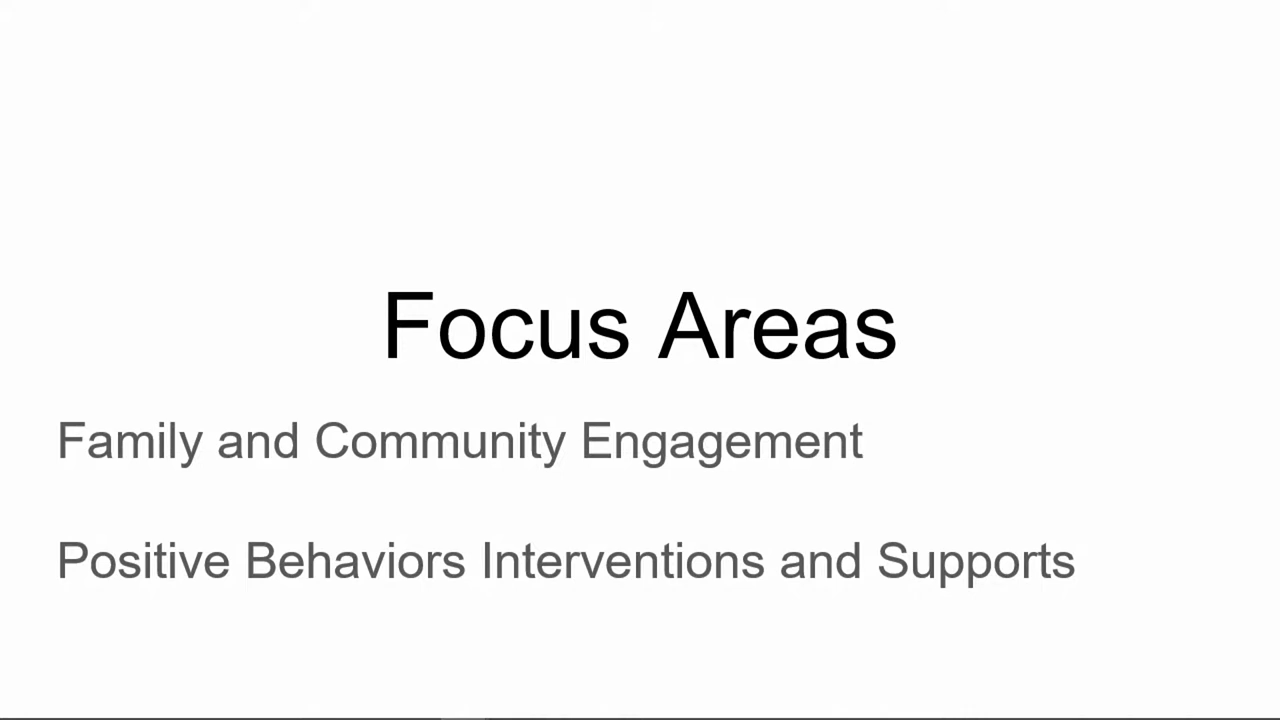 Focus Areas
Family and Community Engagement
Positive Behaviors Interventions and Supports